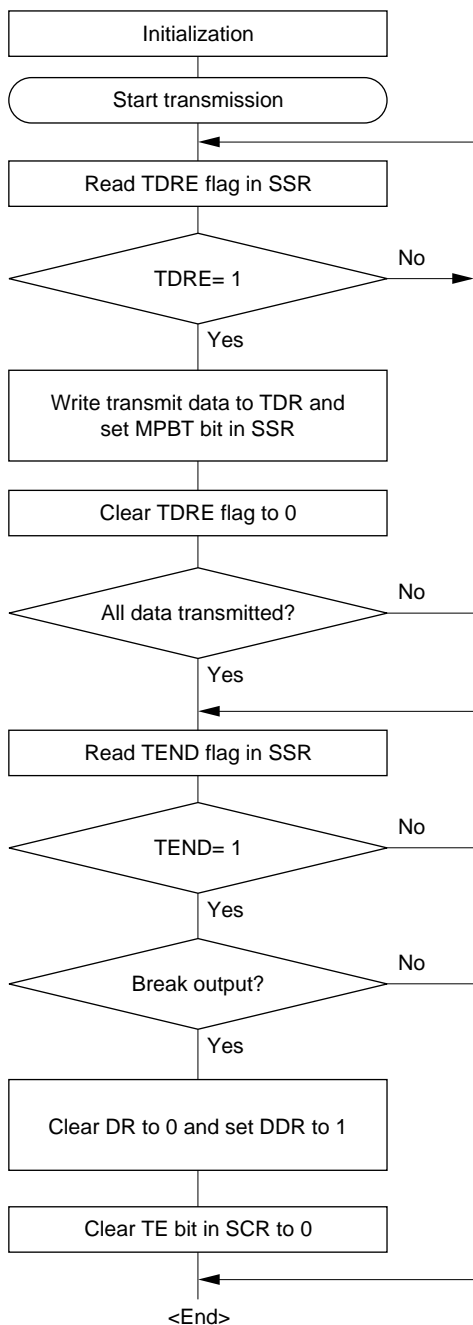 Initialization
Start transmission
Read TDRE flag in SSR
TDRE= 1
No
Yes
Write transmit data to TDR and
set MPBT bit in SSR
Clear TDRE flag to 0
All data transmitted?
No
Yes
Read TEND flag in SSR
TEND= 1
No
Yes
Break output?
No
Yes
Clear DR to 0 and set DDR to 1
Clear TE bit in SCR to 0
<End>